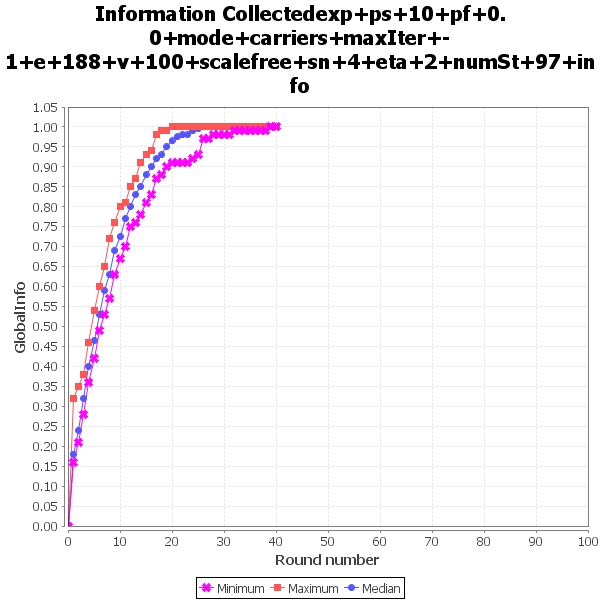 Information Collectedexp+ps+10+pf+0.
0+mode+carriers+maxIter+-
1+e+188+v+100+scalefree+sn+4+eta+2+numSt+97+in
fo
1.05
1.00
0.95
0.90
0.85
0.80
0.75
0.70
0.65
0.60
0.55
0.50
0.45
0.40
0.35
0.30
0.25
0.20
0.15
0.10
0.05
0.00
GlobalInfo
0 10 20 30 40 50 60 70 80 90 100
Round number
Minimum Maximum Median